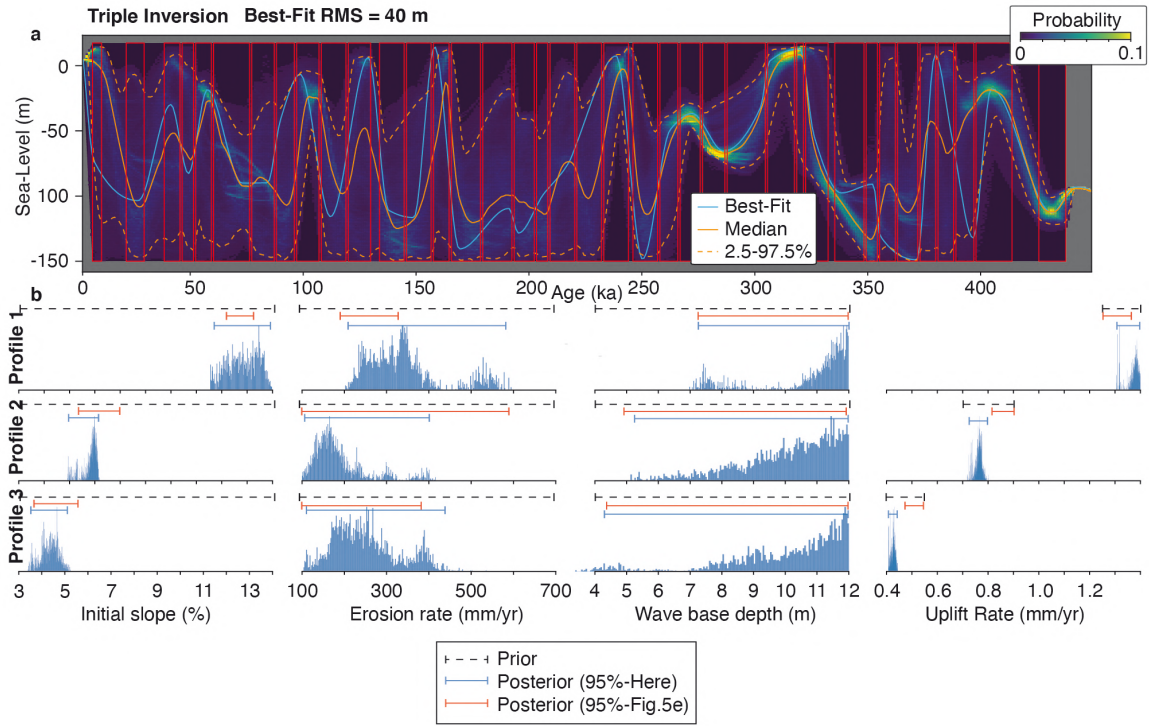 Triple Inversion Best-Fit RMS = 40 m
Probability
0 0.1
a
Sea-Level (m)
0
-50
100
-150
Best-Fit
Median
2.5-97.5%
0 50 100 150 200 250 300 350 400
Age (ka)
b
Profile 1
Profile 2
Profile 3
3 5 7 9 11 13
100 300 500 700
4 5 6 7 8 9 10 11 12
0.4 0.6 0.8 1.0 1.2
Initial slope (%)
Erosion rate (mm/yr)
Wave base depth (m)
Uplift Rate (mm/yr)
Prior
Posterior (95%-Here)
Posterior (95%-Fig.5e)